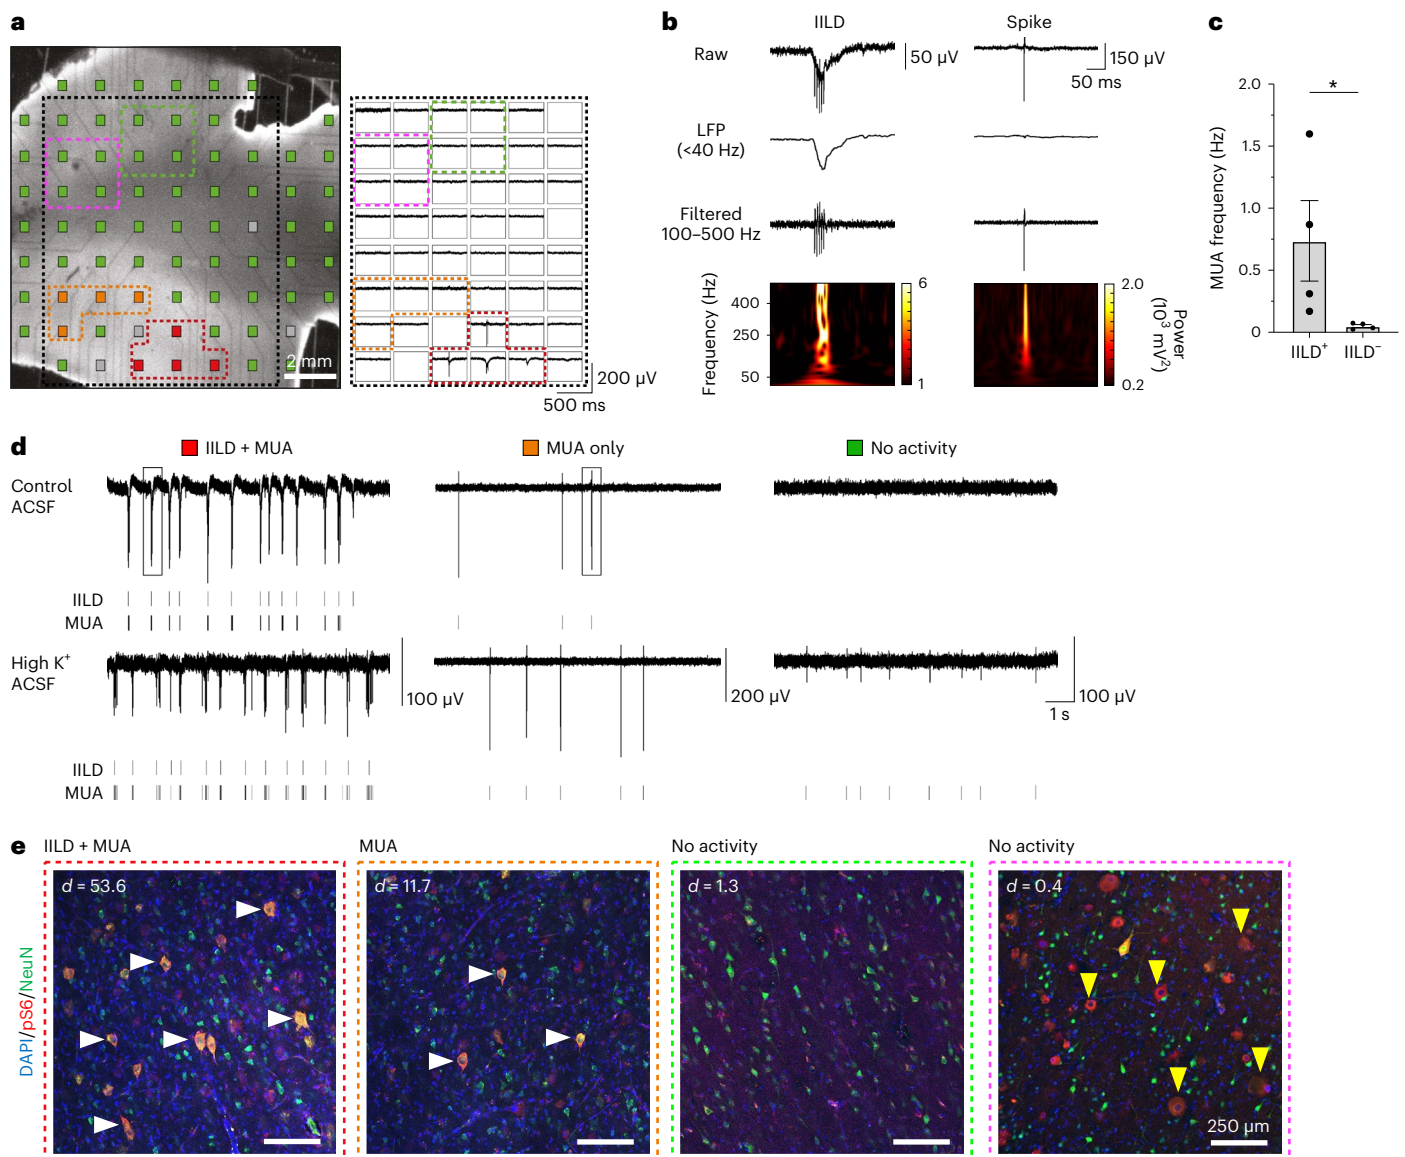 a
2 mm
200 µV
500 ms
b
IILD
Spike
Raw
50 µV
150 µV
50 ms
LFP
(<40 Hz)
Filtered
100–500 Hz
Frequency (Hz)
400
250
50
6
1
2.0
0.2
Power
(10³ mV²)
c
MUA frequency (Hz)
2.0
1.5
1.0
0.5
0
*
IILD⁺
IILD⁻
d
IILD + MUA
MUA only
No activity
Control
ACSF
IILD
MUA
High K⁺
ACSF
100 µV
200 µV
100 µV
1 s
IILD
MUA
e
IILD + MUA
MUA
No activity
No activity
DAPI/pS6/NeuN
d = 53.6
d = 11.7
d = 1.3
d = 0.4
250 µm